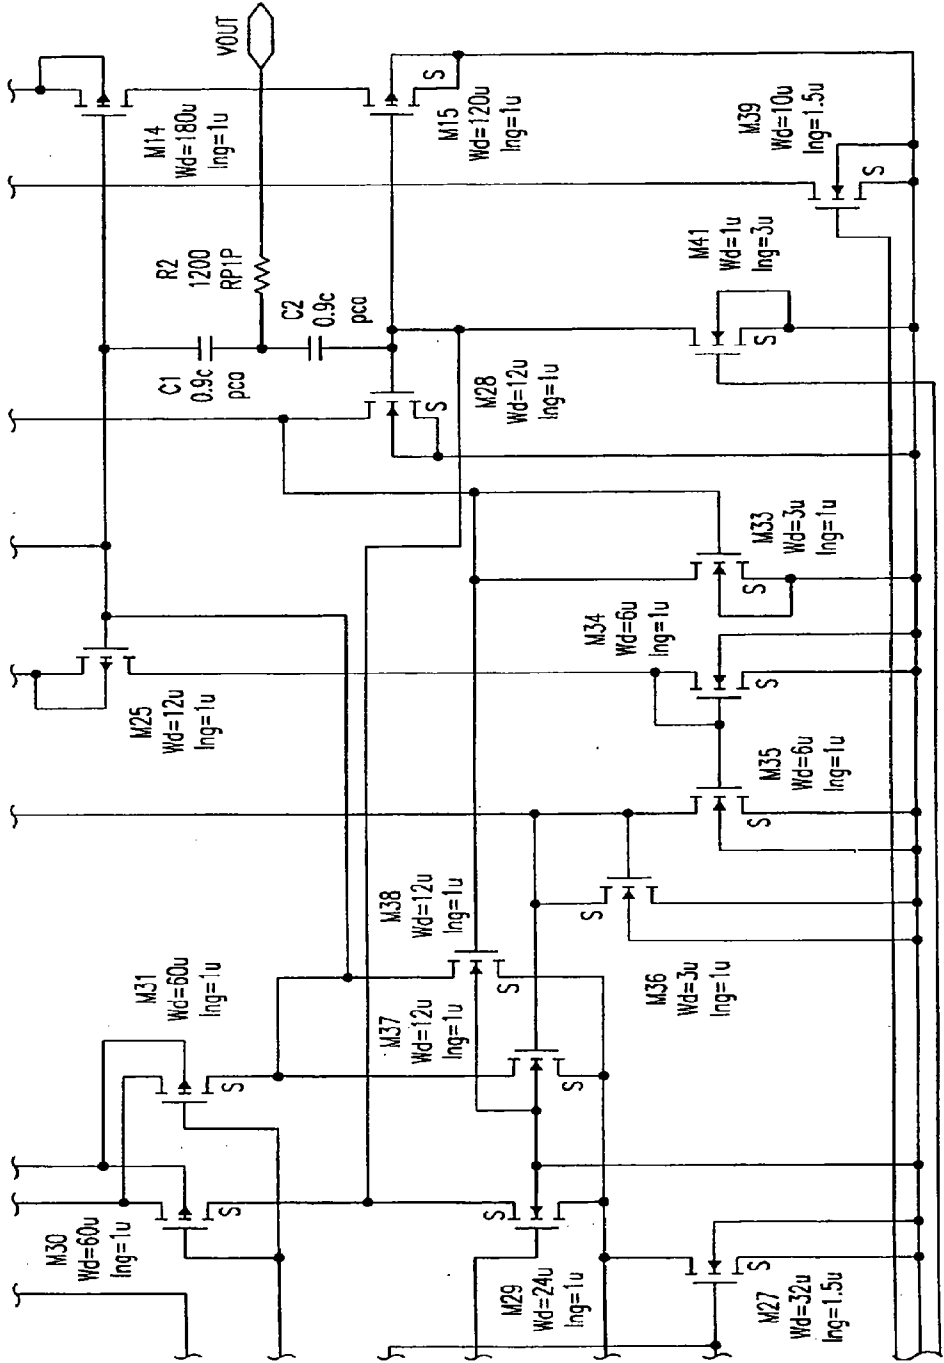 VOUT
M14
Wd=180u
lng=1u
S
M15
Wd=120u
lng=1u
M39
Wd=10u
lng=1.5u
S
R2
1200
RP1P
C2
0.9c
pca
C1
0.9c
pca
M41
Wd=1u
lng=3u
S
M28
Wd=12u
lng=1u
S
M33
Wd=3u
lng=1u
S
M34
Wd=6u
lng=1u
S
M25
Wd=12u
lng=1u
M35
Wd=6u
lng=1u
S
M38
Wd=12u
lng=1u
S
M36
Wd=3u
lng=1u
S
M31
Wd=60u
lng=1u
S
M37
Wd=12u
lng=1u
S
M30
Wd=60u
lng=1u
S
M29
Wd=24u
lng=1u
S
M27
Wd=32u
lng=1.5u
S